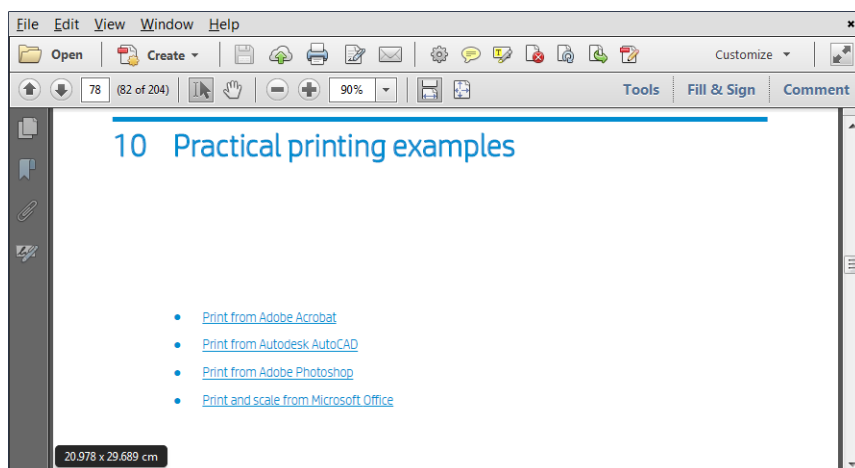 File Edit View Window Help
Open Create Customize
78 (82 of 204) 90% Tools Fill & Sign Comment
10 Practical printing examples
Print from Adobe Acrobat
Print from Autodesk AutoCAD
Print from Adobe Photoshop
Print and scale from Microsoft Office
20.978 x 29.689 cm